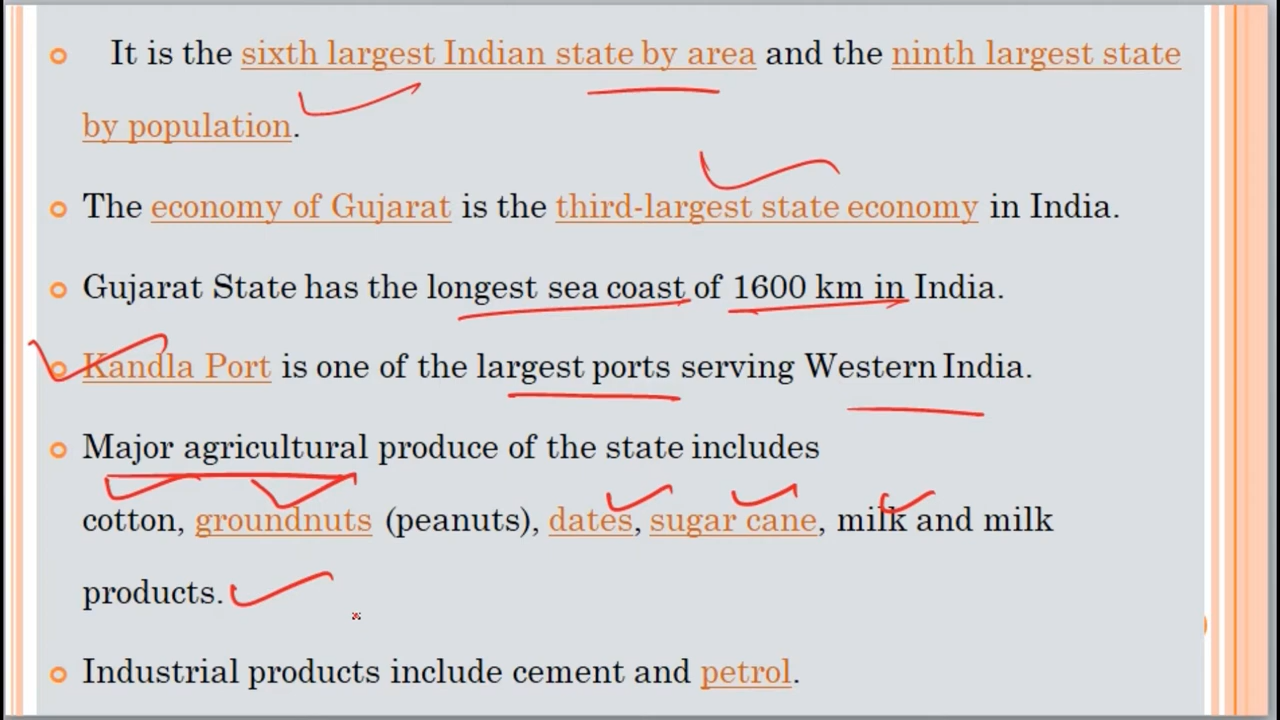 It is the sixth largest Indian state by area and the ninth largest state
by population.
The economy of Gujarat is the third-largest state economy in India.
Gujarat State has the longest sea coast of 1600 km in India.
Kandla Port is one of the largest ports serving Western India.
Major agricultural produce of the state includes
cotton, groundnuts (peanuts), dates, sugar cane, milk and milk
products.
Industrial products include cement and petrol.